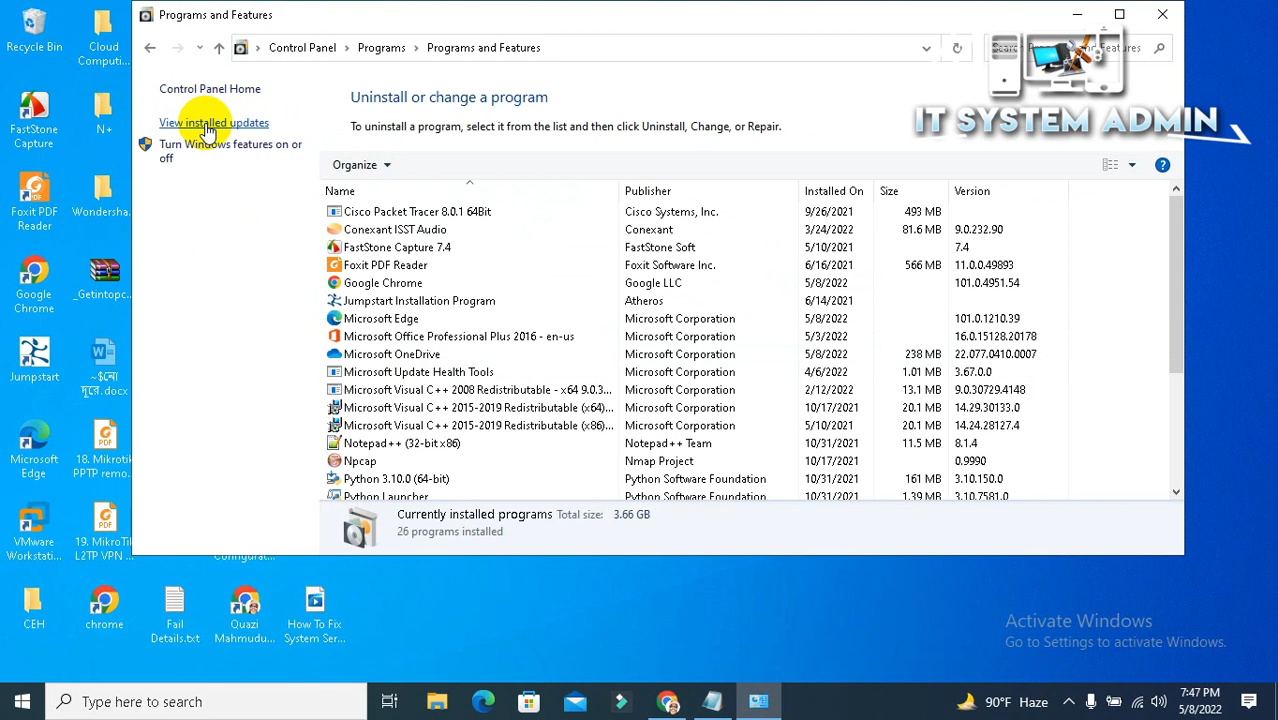 Programs and Features
Control Panel > Programs > Programs and Features
Control Panel Home
View installed updates
Turn Windows features on or
off
Uninstall or change a program
To uninstall a program, select it from the list and then click Uninstall, Change, or Repair.
IT SYSTEM ADMIN
Organize
Name Publisher Installed On Size Version
Cisco Packet Tracer 8.0.1 64Bit Cisco Systems, Inc. 9/26/2021 493 MB
Conexant ISST Audio Conexant 3/24/2022 81.6 MB 9.0.232.90
FastStone Capture 7.4 FastStone Soft 5/10/2021 7.4
Foxit PDF Reader Foxit Software Inc. 6/16/2021 566 MB 11.0.0.49893
Google Chrome Google LLC 5/8/2022 101.0.4951.54
Jumpstart Installation Program Atheros 6/14/2021
Microsoft Edge Microsoft Corporation 5/8/2022 101.0.1210.39
Microsoft Office Professional Plus 2016 - en-us Microsoft Corporation 5/3/2022 16.0.15128.20178
Microsoft OneDrive Microsoft Corporation 5/8/2022 238 MB 22.077.0410.0007
Microsoft Update Health Tools Microsoft Corporation 4/6/2022 1.01 MB 3.67.0.0
Microsoft Visual C++ 2008 Redistributable - x64 9.0.3... Microsoft Corporation 2/12/2022 13.1 MB 9.0.30729.4148
Microsoft Visual C++ 2015-2019 Redistributable (x64)... Microsoft Corporation 10/17/2021 20.1 MB 14.29.30133.0
Microsoft Visual C++ 2015-2019 Redistributable (x86)... Microsoft Corporation 5/10/2021 20.1 MB 14.24.28127.4
Notepad++ (32-bit x86) Notepad++ Team 10/31/2021 11.5 MB 8.1.4
Npcap Nmap Project 10/17/2021 0.9990
Python 3.10.0 (64-bit) Python Software Foundation 10/31/2021 161 MB 3.10.150.0
Python Launcher Python Software Foundation 10/31/2021 1.39 MB 3.10.7581.0
Currently installed programs Total size: 3.66 GB
26 programs installed
Recycle Bin
Cloud
Computi...
FastStone
Capture
N+
Foxit PDF
Reader
Wondersha...
Google
Chrome
_Getintopc...
Jumpstart
দূরে.docx
Microsoft
Edge
18. Mikrotik
PPTP remo...
VMware
Workstati...
19. MikroTik
L2TP VPN ...
Configurat...
CEH
chrome
Fail
Details.txt
Quazi
Mahmudu...
How To Fix
System Ser...
Activate Windows
Go to Settings to activate Windows.
Type here to search
90°F Haze
7:47 PM
5/8/2022